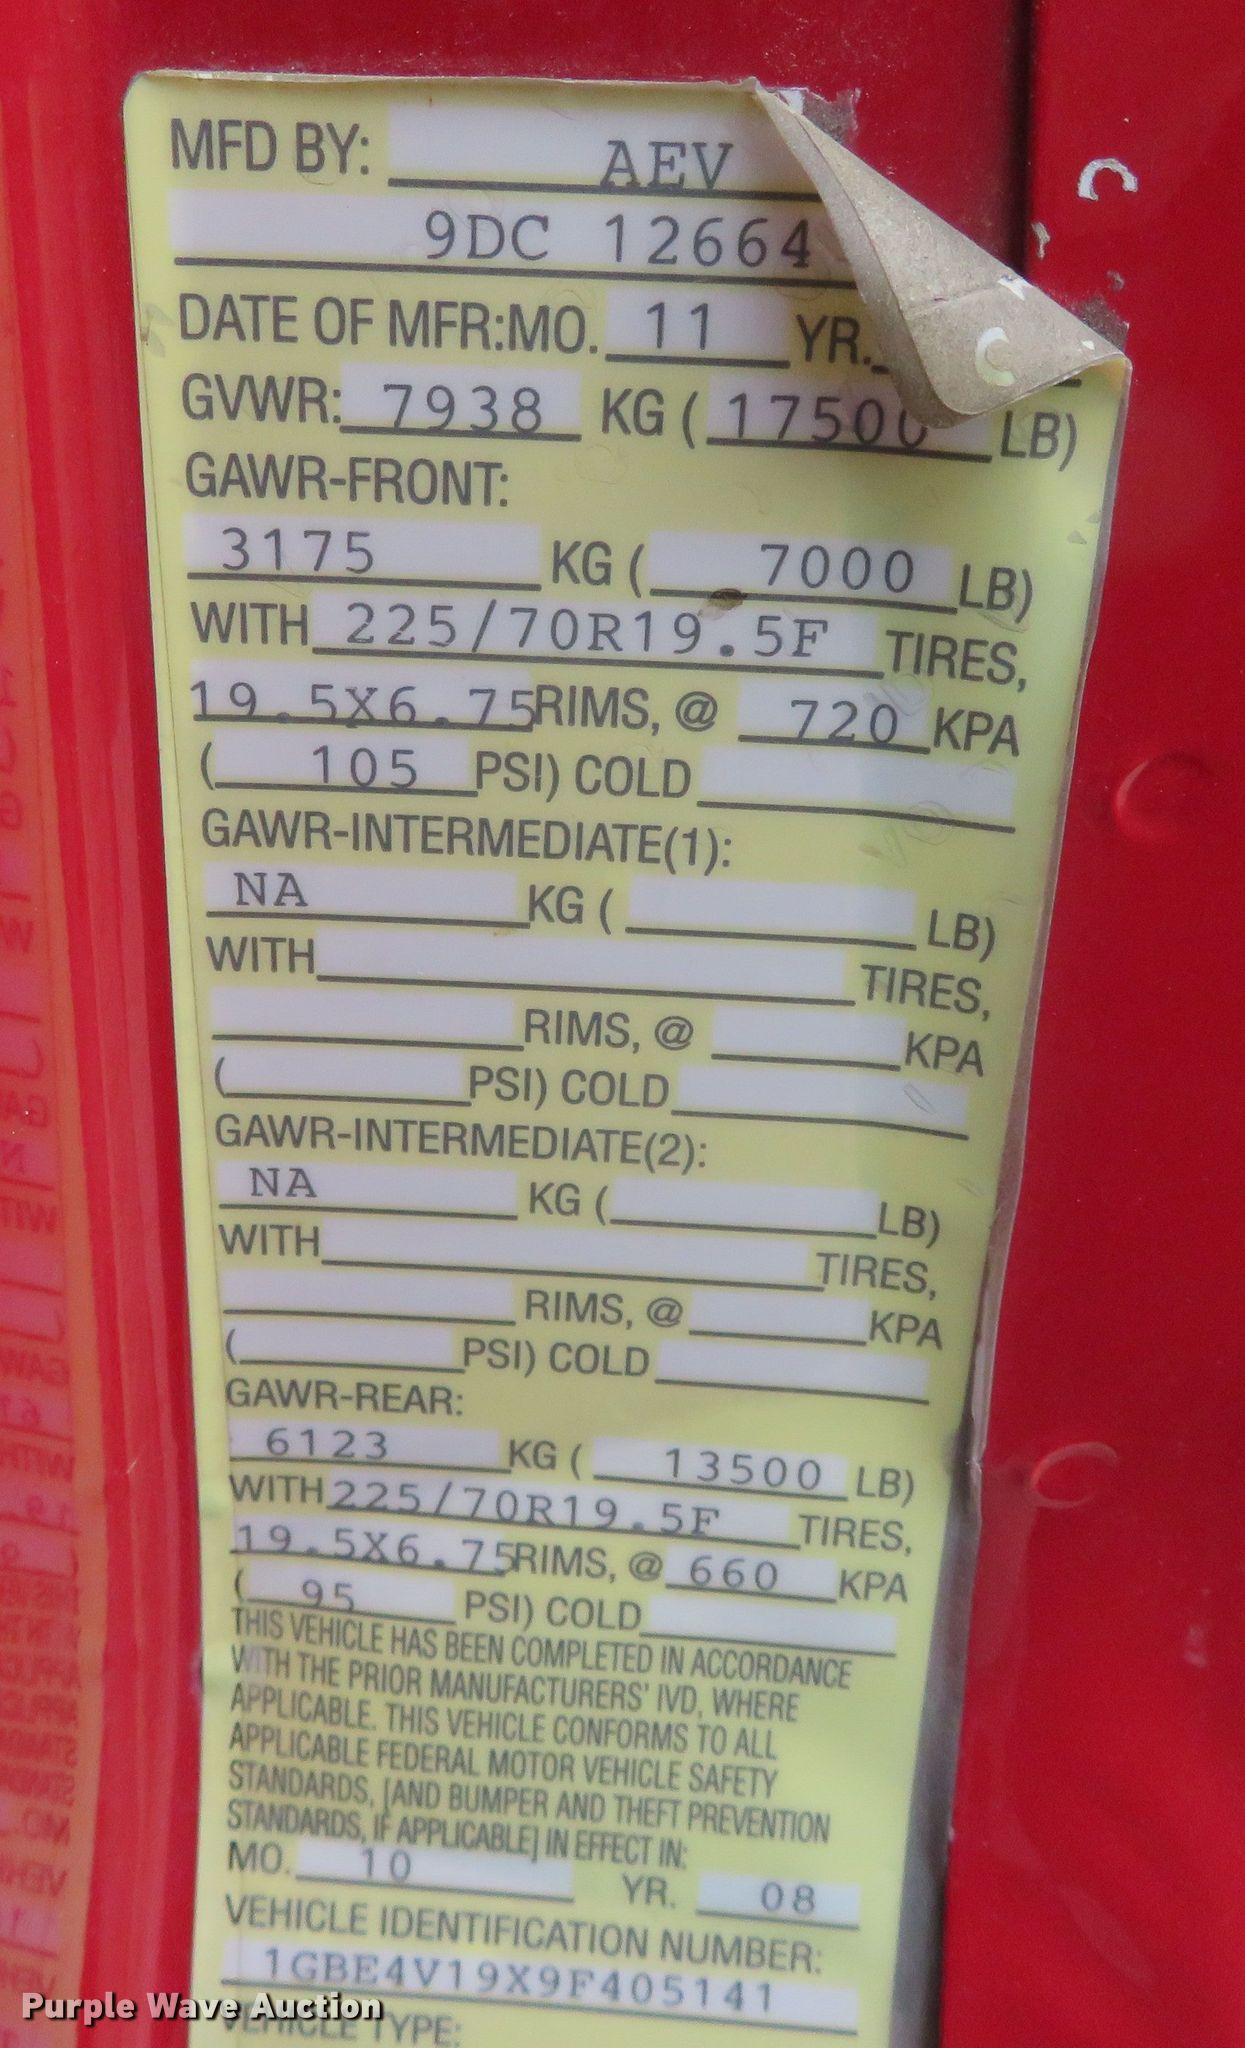 MFD BY: AEV
9DC 12664
DATE OF MFR:MO. 11 YR.
GVWR: 7938 KG (17500 LB)
GAWR-FRONT:
3175 KG ( 7000 LB)
WITH 225/70R19.5F TIRES,
19.5X6.75 RIMS, @ 720 KPA
( 105 PSI) COLD
GAWR-INTERMEDIATE(1):
NA KG ( LB)
WITH TIRES,
RIMS, @ KPA
( PSI) COLD
GAWR-INTERMEDIATE(2):
NA KG ( LB)
WITH TIRES,
RIMS, @ KPA
( PSI) COLD
GAWR-REAR:
6123 KG ( 13500 LB)
WITH 225/70R19.5F TIRES,
19.5X6.75 RIMS, @ 660 KPA
( 95 PSI) COLD
THIS VEHICLE HAS BEEN COMPLETED IN ACCORDANCE
WITH THE PRIOR MANUFACTURERS' IVD, WHERE
APPLICABLE. THIS VEHICLE CONFORMS TO ALL
APPLICABLE FEDERAL MOTOR VEHICLE SAFETY
STANDARDS, [AND BUMPER AND THEFT PREVENTION
STANDARDS, IF APPLICABLE] IN EFFECT IN:
MO. 10 YR. 08
VEHICLE IDENTIFICATION NUMBER:
1GBE4V19X9F405141
Purple Wave Auction
VEHICLE TYPE: